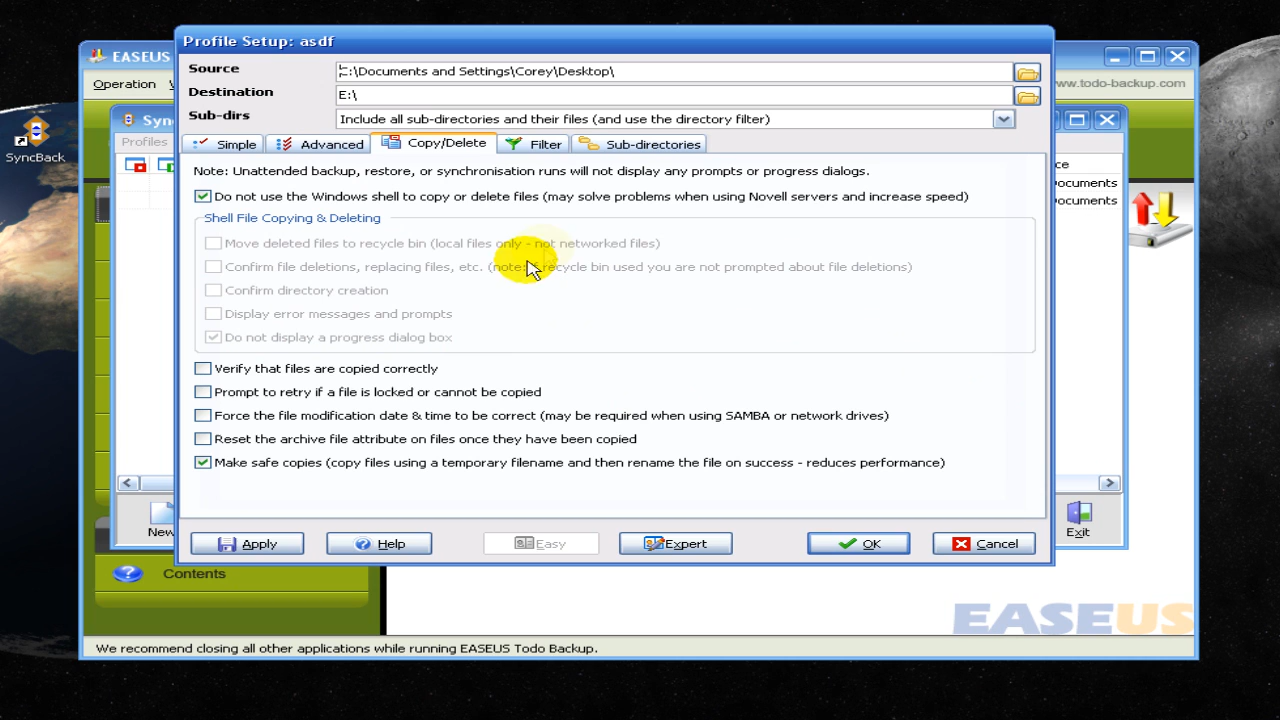 Profile Setup: asdf
EASEUS
Source
C:\Documents and Settings\Corey\Desktop\
Operation
www.todo-backup.com
Destination
E:\
Sub-dirs
Include all sub-directories and their files (and use the directory filter)
Profiles
Simple
Advanced
Copy/Delete
Filter
Sub-directories
SyncBack
Note: Unattended backup, restore, or synchronisation runs will not display any prompts or progress dialogs.
Documents
Do not use the Windows shell to copy or delete files (may solve problems when using Novell servers and increase speed)
Documents
Shell File Copying & Deleting
Move deleted files to recycle bin (local files only - not networked files)
Confirm file deletions, replacing files, etc. (note: if recycle bin used you are not prompted about file deletions)
Confirm directory creation
Display error messages and prompts
Do not display a progress dialog box
Verify that files are copied correctly
Prompt to retry if a file is locked or cannot be copied
Force the file modification date & time to be correct (may be required when using SAMBA or network drives)
Reset the archive file attribute on files once they have been copied
Make safe copies (copy files using a temporary filename and then rename the file on success - reduces performance)
New
Apply
Help
Easy
Expert
OK
Cancel
Exit
Contents
EASEUS
We recommend closing all other applications while running EASEUS Todo Backup.